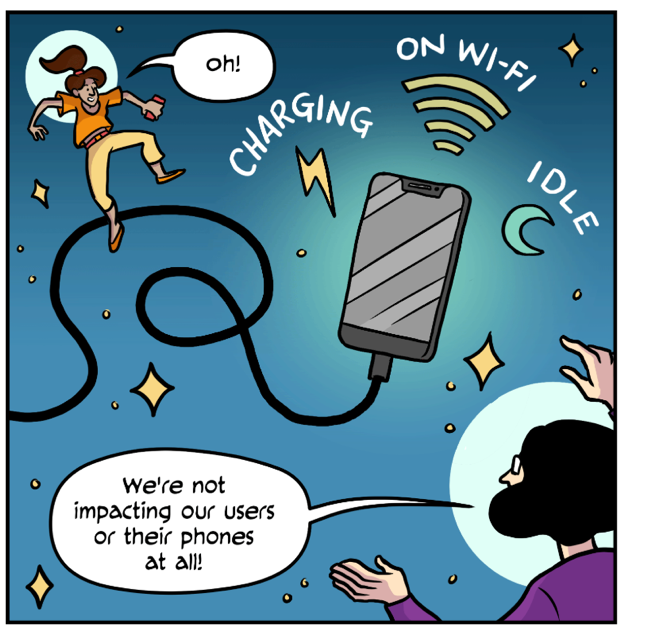 Oh!
CHARGING
ON WI-FI
IDLE
We're not
impacting our users
or their phones
at all!